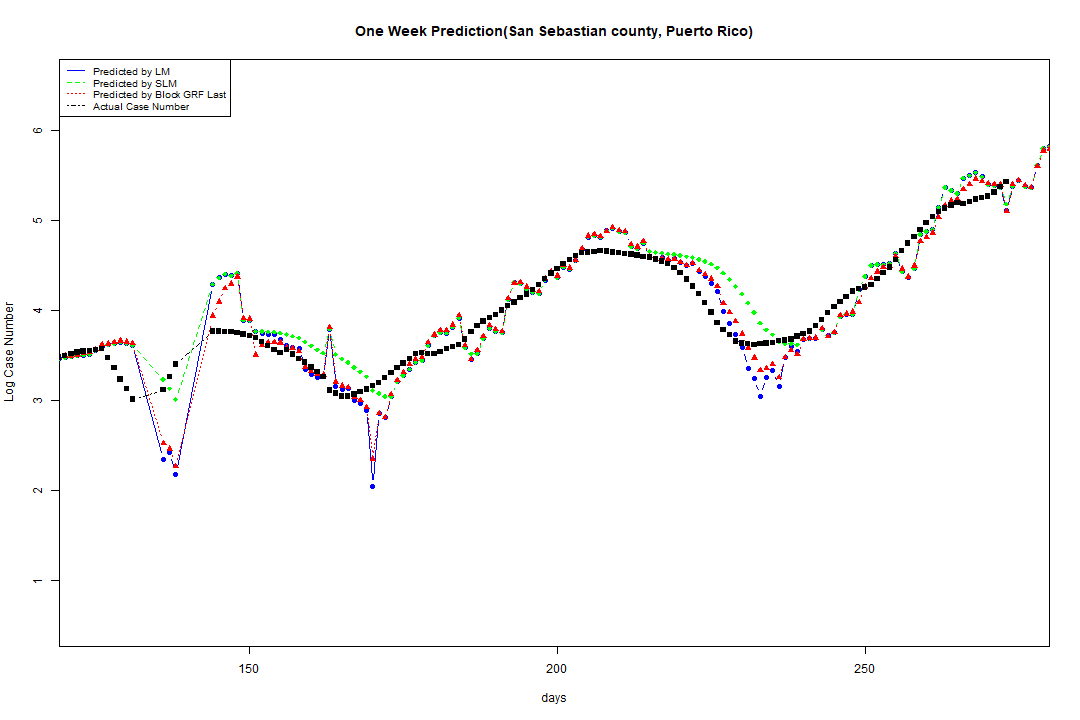 One Week Prediction(San Sebastian county, Puerto Rico)
Predicted by LM
Predicted by SLM
Predicted by Block GRF Last
Actual Case Number
6
5
4
3
2
1
Log Case Number
150
200
250
days